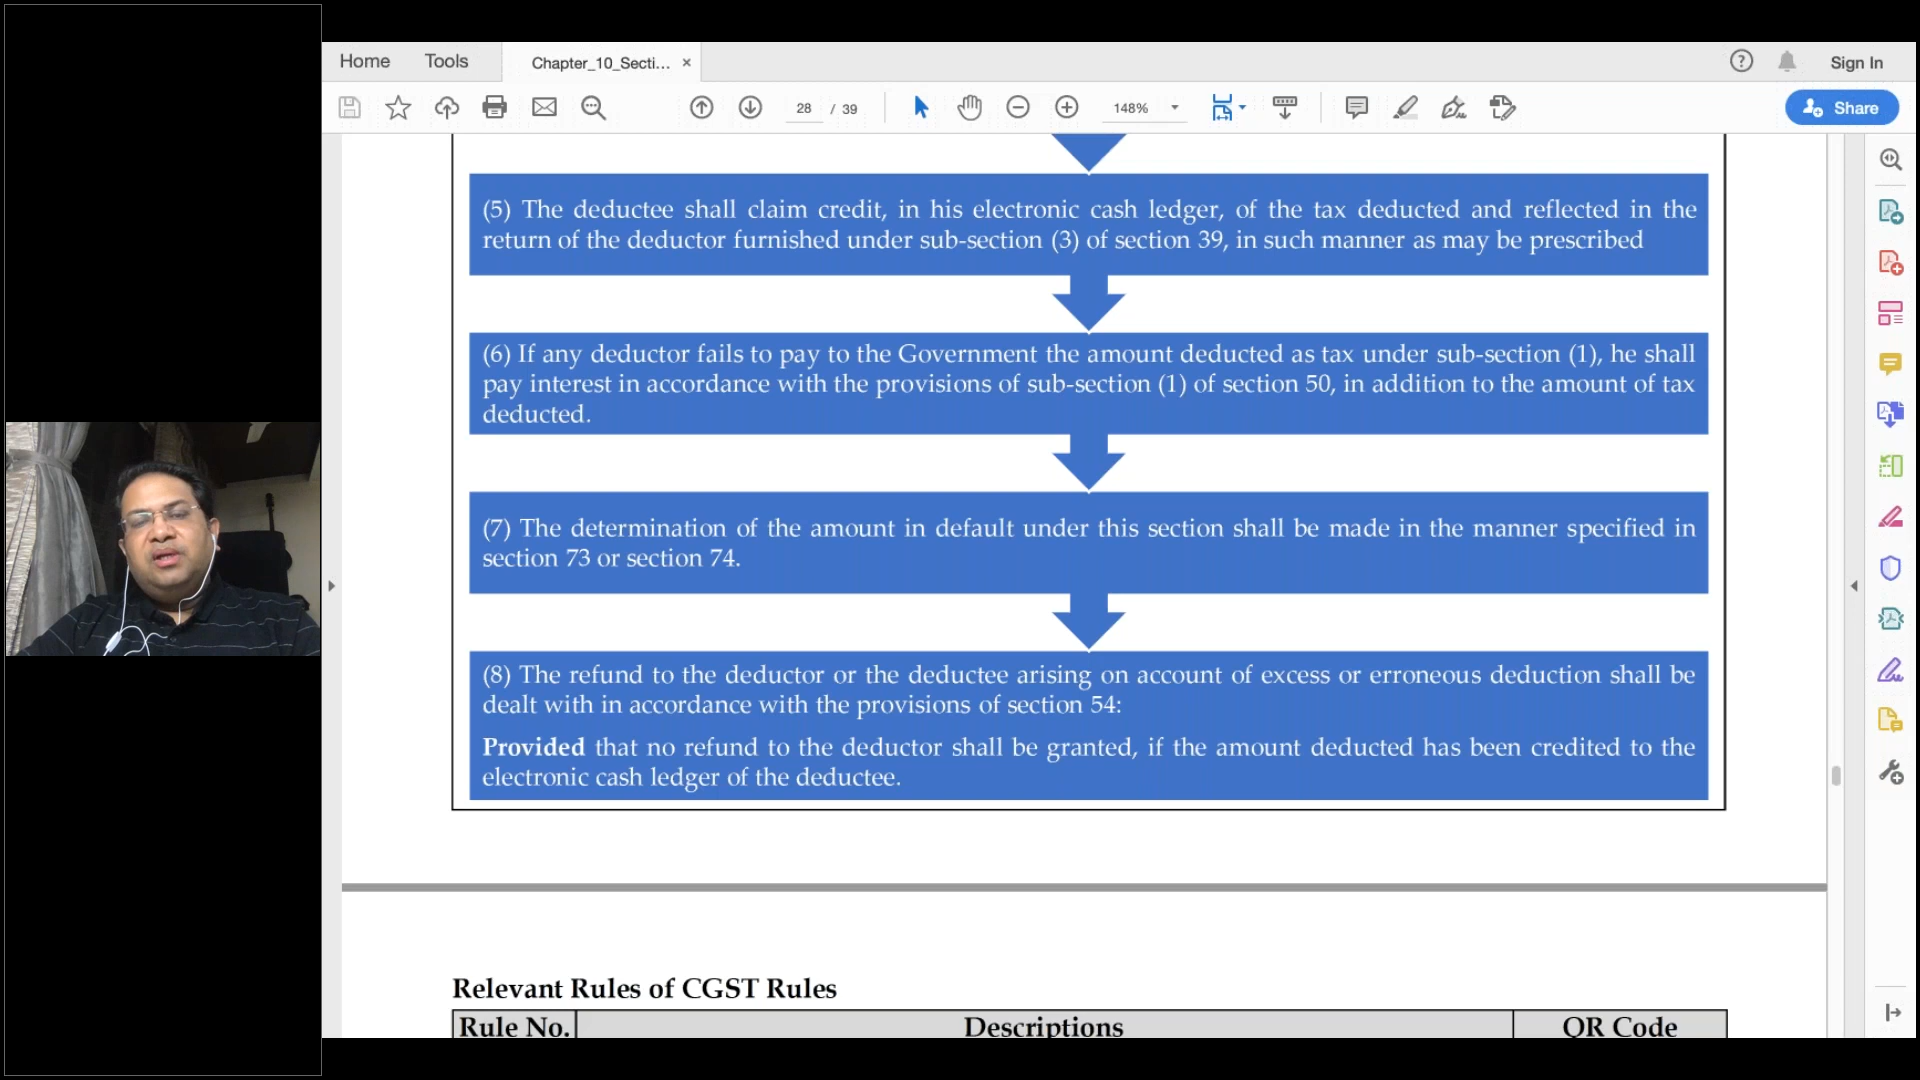 Home
Tools
Chapter_10_Secti... ×
? Sign In
28 / 39
148%
Share
(5) The deductee shall claim credit, in his electronic cash ledger, of the tax deducted and reflected in the
return of the deductor furnished under sub-section (3) of section 39, in such manner as may be prescribed
(6) If any deductor fails to pay to the Government the amount deducted as tax under sub-section (1), he shall
pay interest in accordance with the provisions of sub-section (1) of section 50, in addition to the amount of tax
deducted.
(7) The determination of the amount in default under this section shall be made in the manner specified in
section 73 or section 74.
(8) The refund to the deductor or the deductee arising on account of excess or erroneous deduction shall be
dealt with in accordance with the provisions of section 54:
Provided that no refund to the deductor shall be granted, if the amount deducted has been credited to the
electronic cash ledger of the deductee.
Relevant Rules of CGST Rules
Rule No. Descriptions QR Code